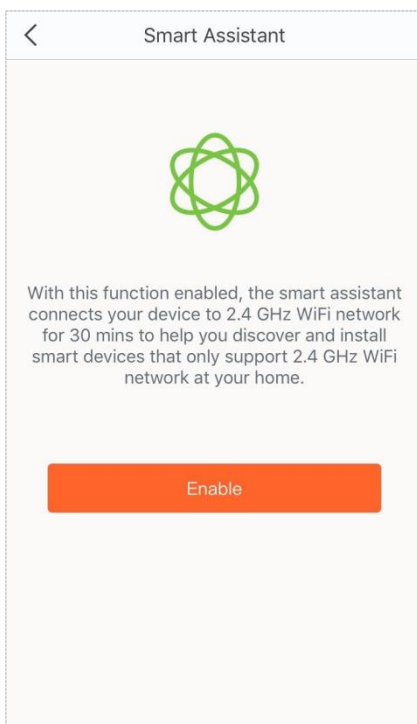 Smart Assistant
With this function enabled, the smart assistant
connects your device to 2.4 GHz WiFi network
for 30 mins to help you discover and install
smart devices that only support 2.4 GHz WiFi
network at your home.
Enable